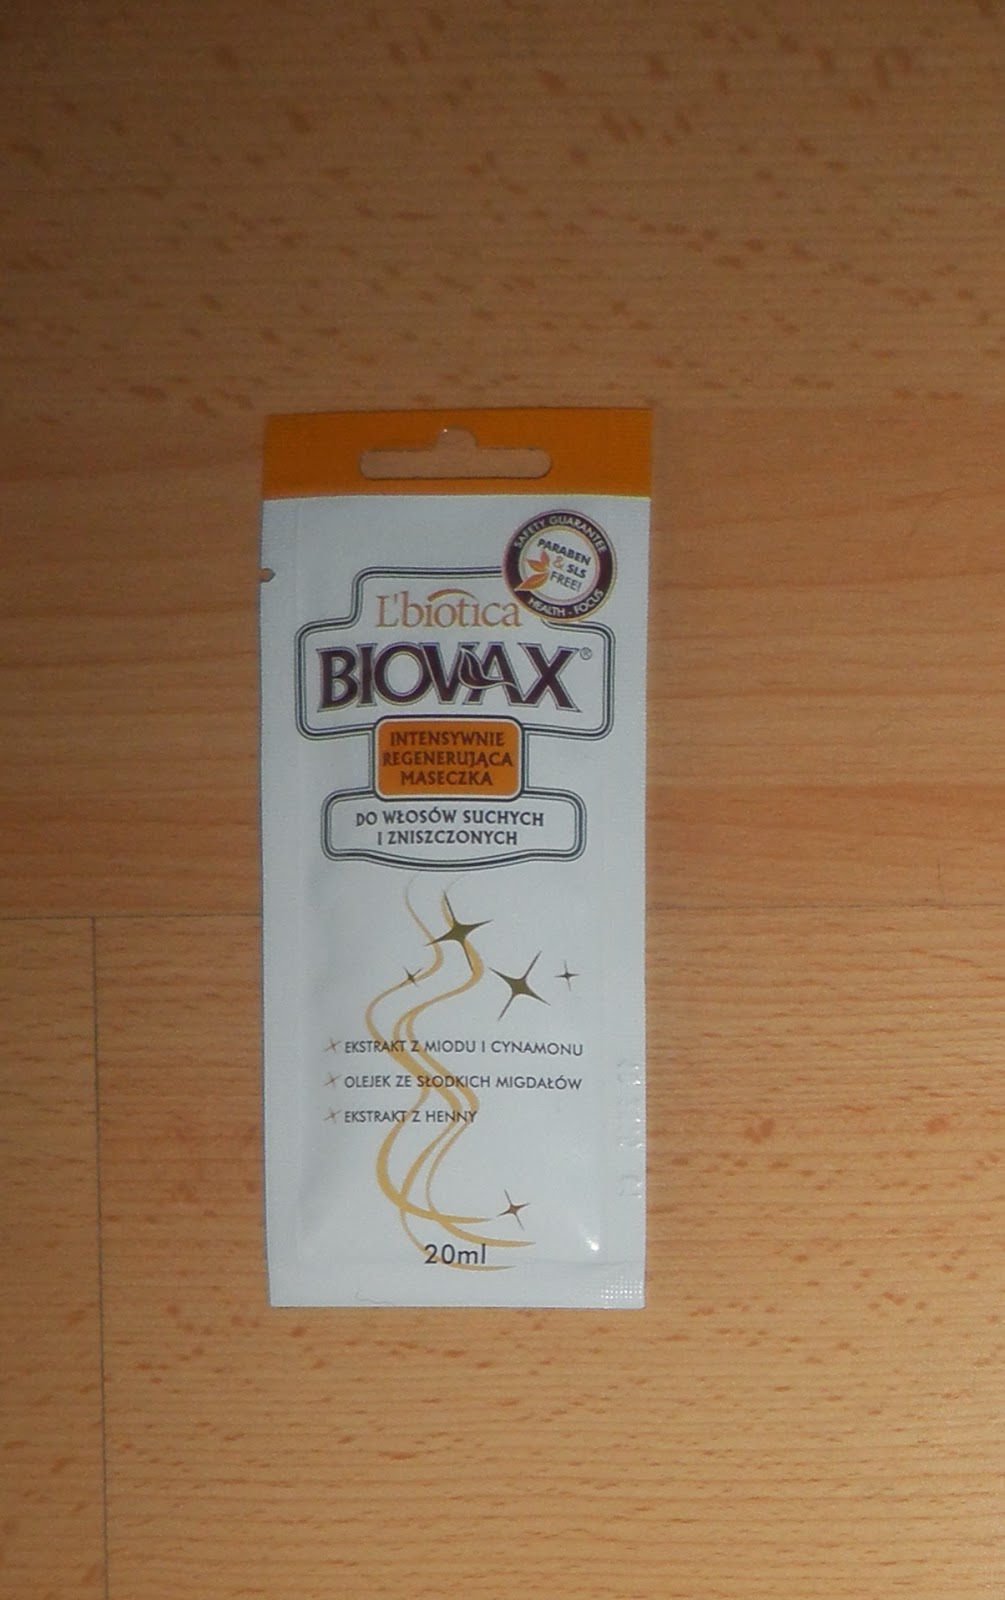 SAFETY GUARANTEE
PARABEN
& SLS
FREE!
HEALTH - FOCUS
L'biotica
BIOVAX®
INTENSYWNIE
REGENERUJĄCA
MASECZKA
DO WŁOSÓW SUCHYCH
I ZNISZCZONYCH
EKSTRAKT Z MIODU I CYNAMONU
OLEJEK ZE SŁODKICH MIGDAŁÓW
EKSTRAKT Z HENNY
20ml